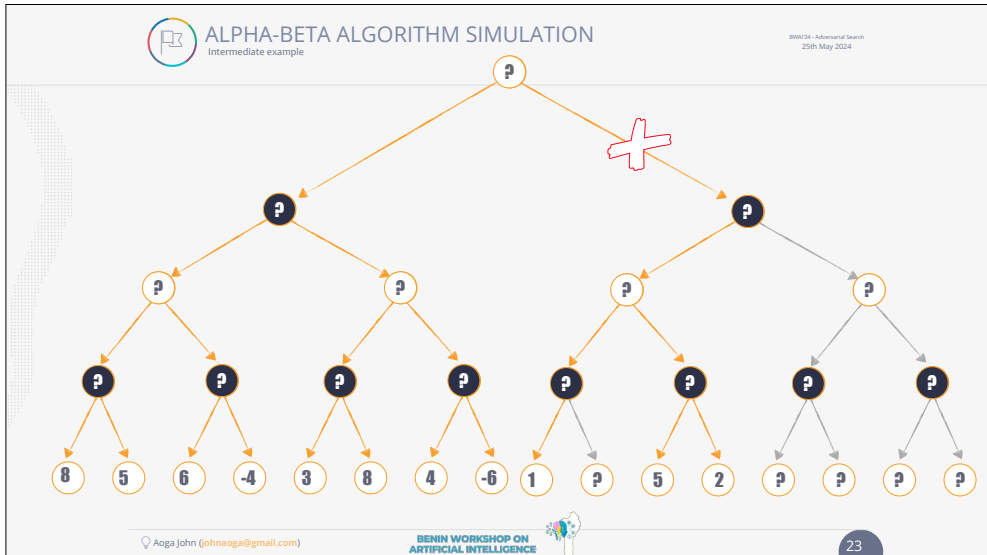 ALPHA-BETA ALGORITHM SIMULATION
Intermediate example
BWAI'24 - Adversarial Search
25th May 2024
?
? ?
? ? ? ?
? ? ? ? ? ? ? ?
8 5 6 -4 3 8 4 -6 1 ? 5 2 ? ? ? ?
Aoga John (johnaoga@gmail.com)
BENIN WORKSHOP ON
ARTIFICIAL INTELLIGENCE
23